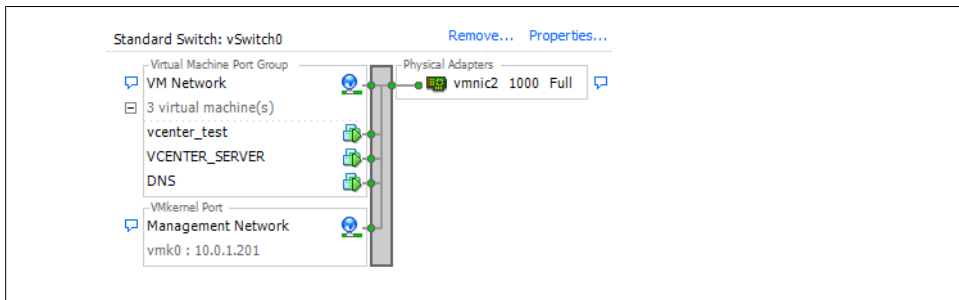 Standard Switch: vSwitch0 Remove... Properties...
Virtual Machine Port Group Physical Adapters
VM Network vmnic2 1000 Full
3 virtual machine(s)
vcenter_test
VCENTER_SERVER
DNS
VMkernel Port
Management Network
vmk0 : 10.0.1.201